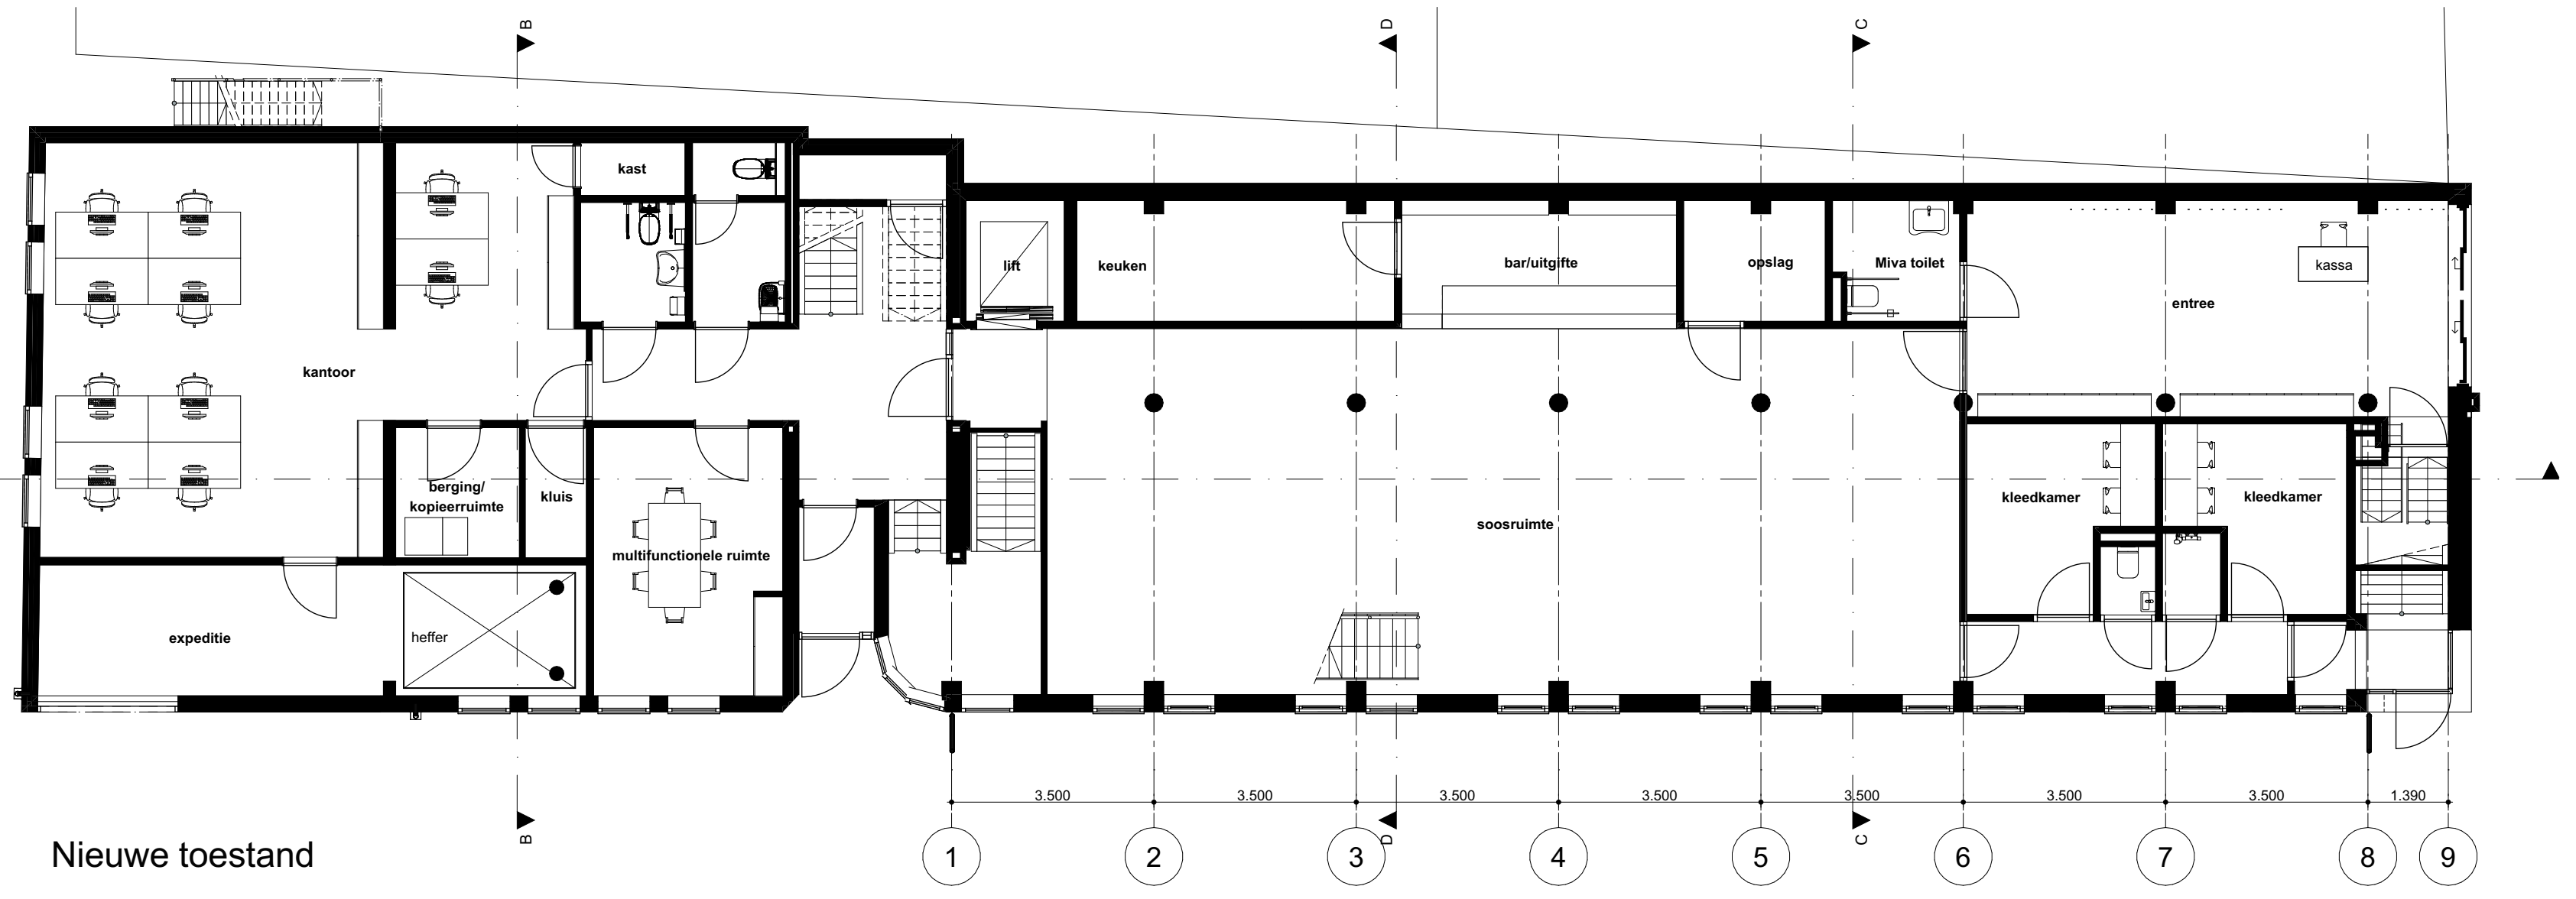 B
D
C
kast
lift
keuken
bar/uitgifte
opslag
Miva toilet
kassa
entree
kantoor
berging/
kopieerruimte
kluis
kleedkamer
kleedkamer
soosruimte
multifunctionele ruimte
expeditie
heffer
3.500
3.500
3.500
3.500
3.500
3.500
3.500
1.390
B
D
C
Nieuwe toestand
1
2
3
4
5
6
7
8
9